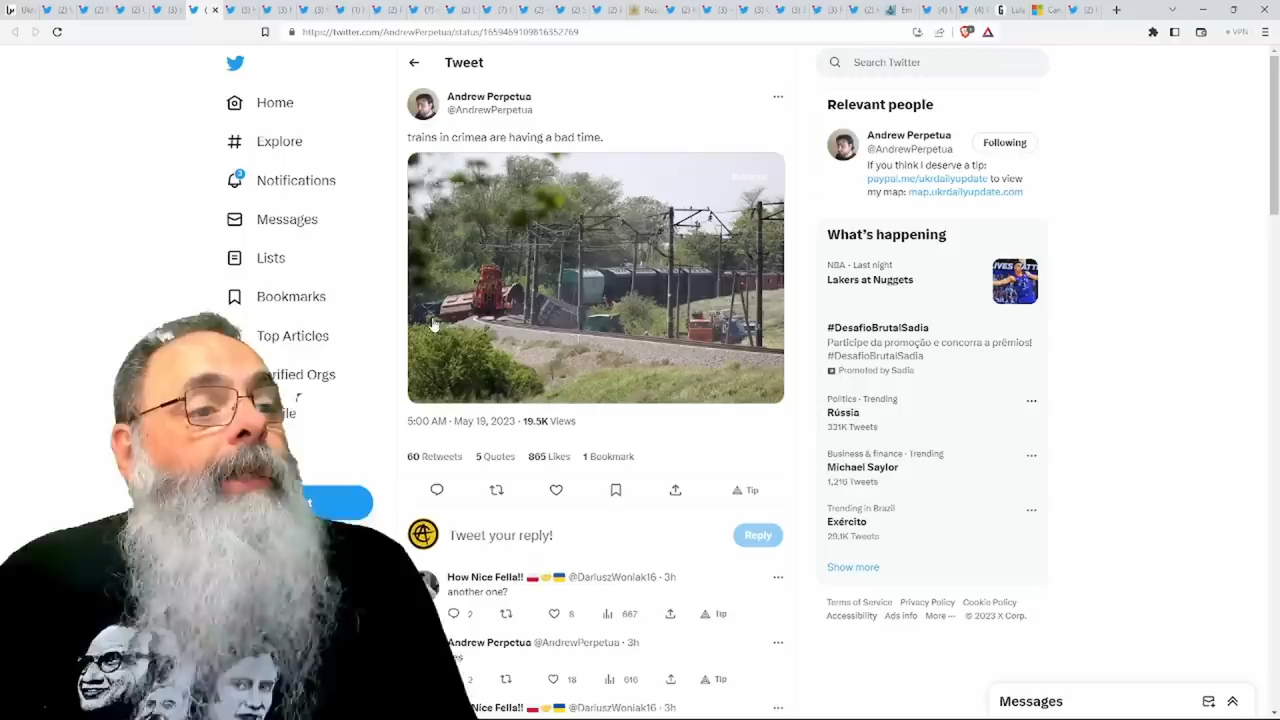 https://twitter.com/AndrewPerpetua/status/1659469109816352769
VPN
Tweet
Search Twitter
Home
Explore
3
Notifications
Messages
Lists
Bookmarks
Top Articles
Andrew Perpetua
@AndrewPerpetua
trains in crimea are having a bad time.
5:00 AM · May 19, 2023 · 19.5K Views
60 Retweets 5 Quotes 865 Likes 1 Bookmark
Tip
Tweet your reply!
Reply
How Nice Fella!! @DariuszWoniak16 · 3h
another one?
2 8 667 Tip
Andrew Perpetua @AndrewPerpetua · 3h
2 18 616 Tip
How Nice Fella!! @DariuszWoniak16 · 3h
Relevant people
Andrew Perpetua
@AndrewPerpetua
Following
If you think I deserve a tip:
paypal.me/ukrdailyupdate to view
my map: map.ukrdailyupdate.com
What's happening
NBA · Last night
Lakers at Nuggets
#DesafioBrutalSadia
Participe da promoção e concorra a prêmios!
#DesafioBrutalSadia
Promoted by Sadia
Politics · Trending
Rússia
331K Tweets
Business & finance · Trending
Michael Saylor
1,216 Tweets
Trending in Brazil
Exército
29.1K Tweets
Show more
Terms of Service Privacy Policy Cookie Policy
Accessibility Ads info More ··· © 2023 X Corp.
Messages